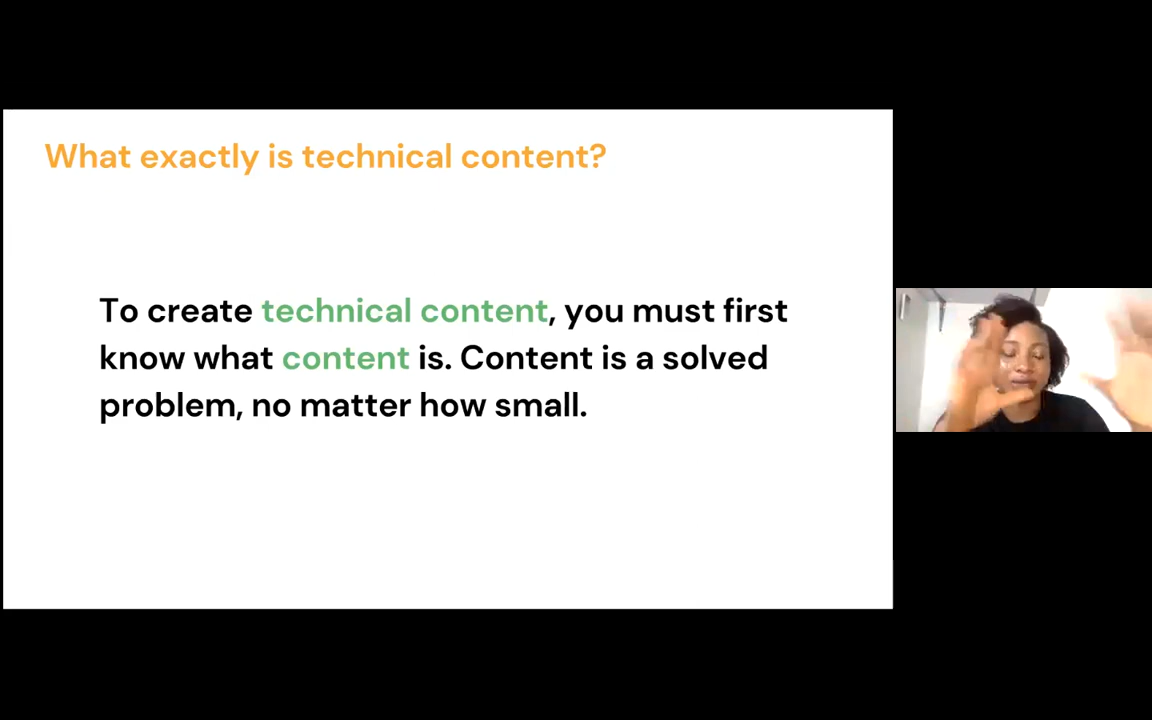 What exactly is technical content?
To create technical content, you must first
know what content is. Content is a solved
problem, no matter how small.